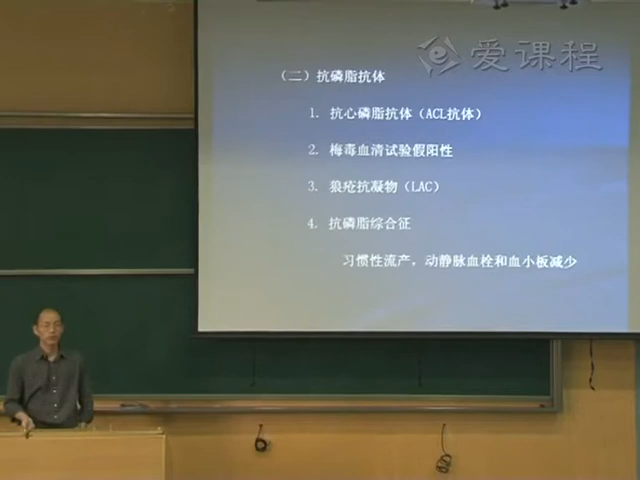 爱课程
（二）抗磷脂抗体
1. 抗心磷脂抗体（ACL抗体）
2. 梅毒血清试验假阳性
3. 狼疮抗凝物（LAC）
4. 抗磷脂综合征
习惯性流产，动静脉血栓和血小板减少